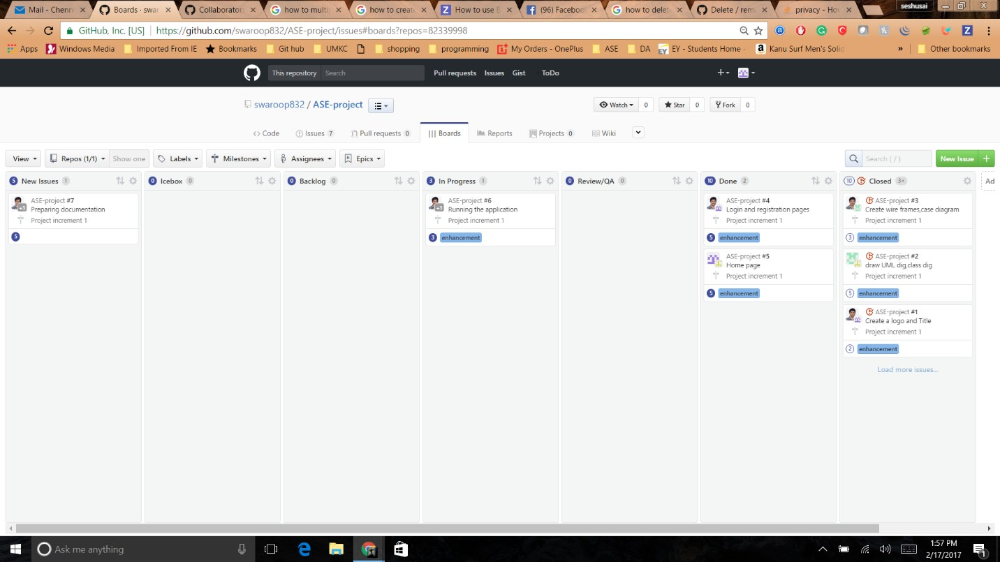 Mail - Chenn
Boards · swa
Collaborator
how to multi
how to creat
How to use B
(96) Faceboo
how to delet
Delete / rem
privacy - Ho
seshusai
GitHub, Inc. [US] https://github.com/swaroop832/ASE-project/issues#boards?repos=82339998
Apps Windows Media Imported From IE Bookmarks Git hub UMKC shopping programming My Orders - OnePlus ASE DA EY - Students Home - Kanu Surf Men's Solid » Other bookmarks
This repository Search Pull requests Issues Gist ToDo
swaroop832 / ASE-project
Watch 0 Star 0 Fork 0
Code Issues 7 Pull requests 0 Boards Reports Projects 0 Wiki
View Repos (1/1) Show one Labels Milestones Assignees Epics Search ( / ) New Issue +
5 New Issues 1
ASE-project #7
Preparing documentation
Project increment 1
5
0 Icebox 0
0 Backlog 0
3 In Progress 1
ASE-project #6
Running the application
Project increment 1
3 enhancement
0 Review/QA 0
10 Done 2
ASE-project #4
Login and registration pages
Project increment 1
5 enhancement
ASE-project #5
Home page
Project increment 1
5 enhancement
10 Closed 3+
ASE-project #3
Create wire frames,case diagram
Project increment 1
3 enhancement
ASE-project #2
draw UML dig,class dig
Project increment 1
5 enhancement
ASE-project #1
Create a logo and Title
Project increment 1
2 enhancement
Load more issues...
Ad
Ask me anything
1:57 PM
2/17/2017
1